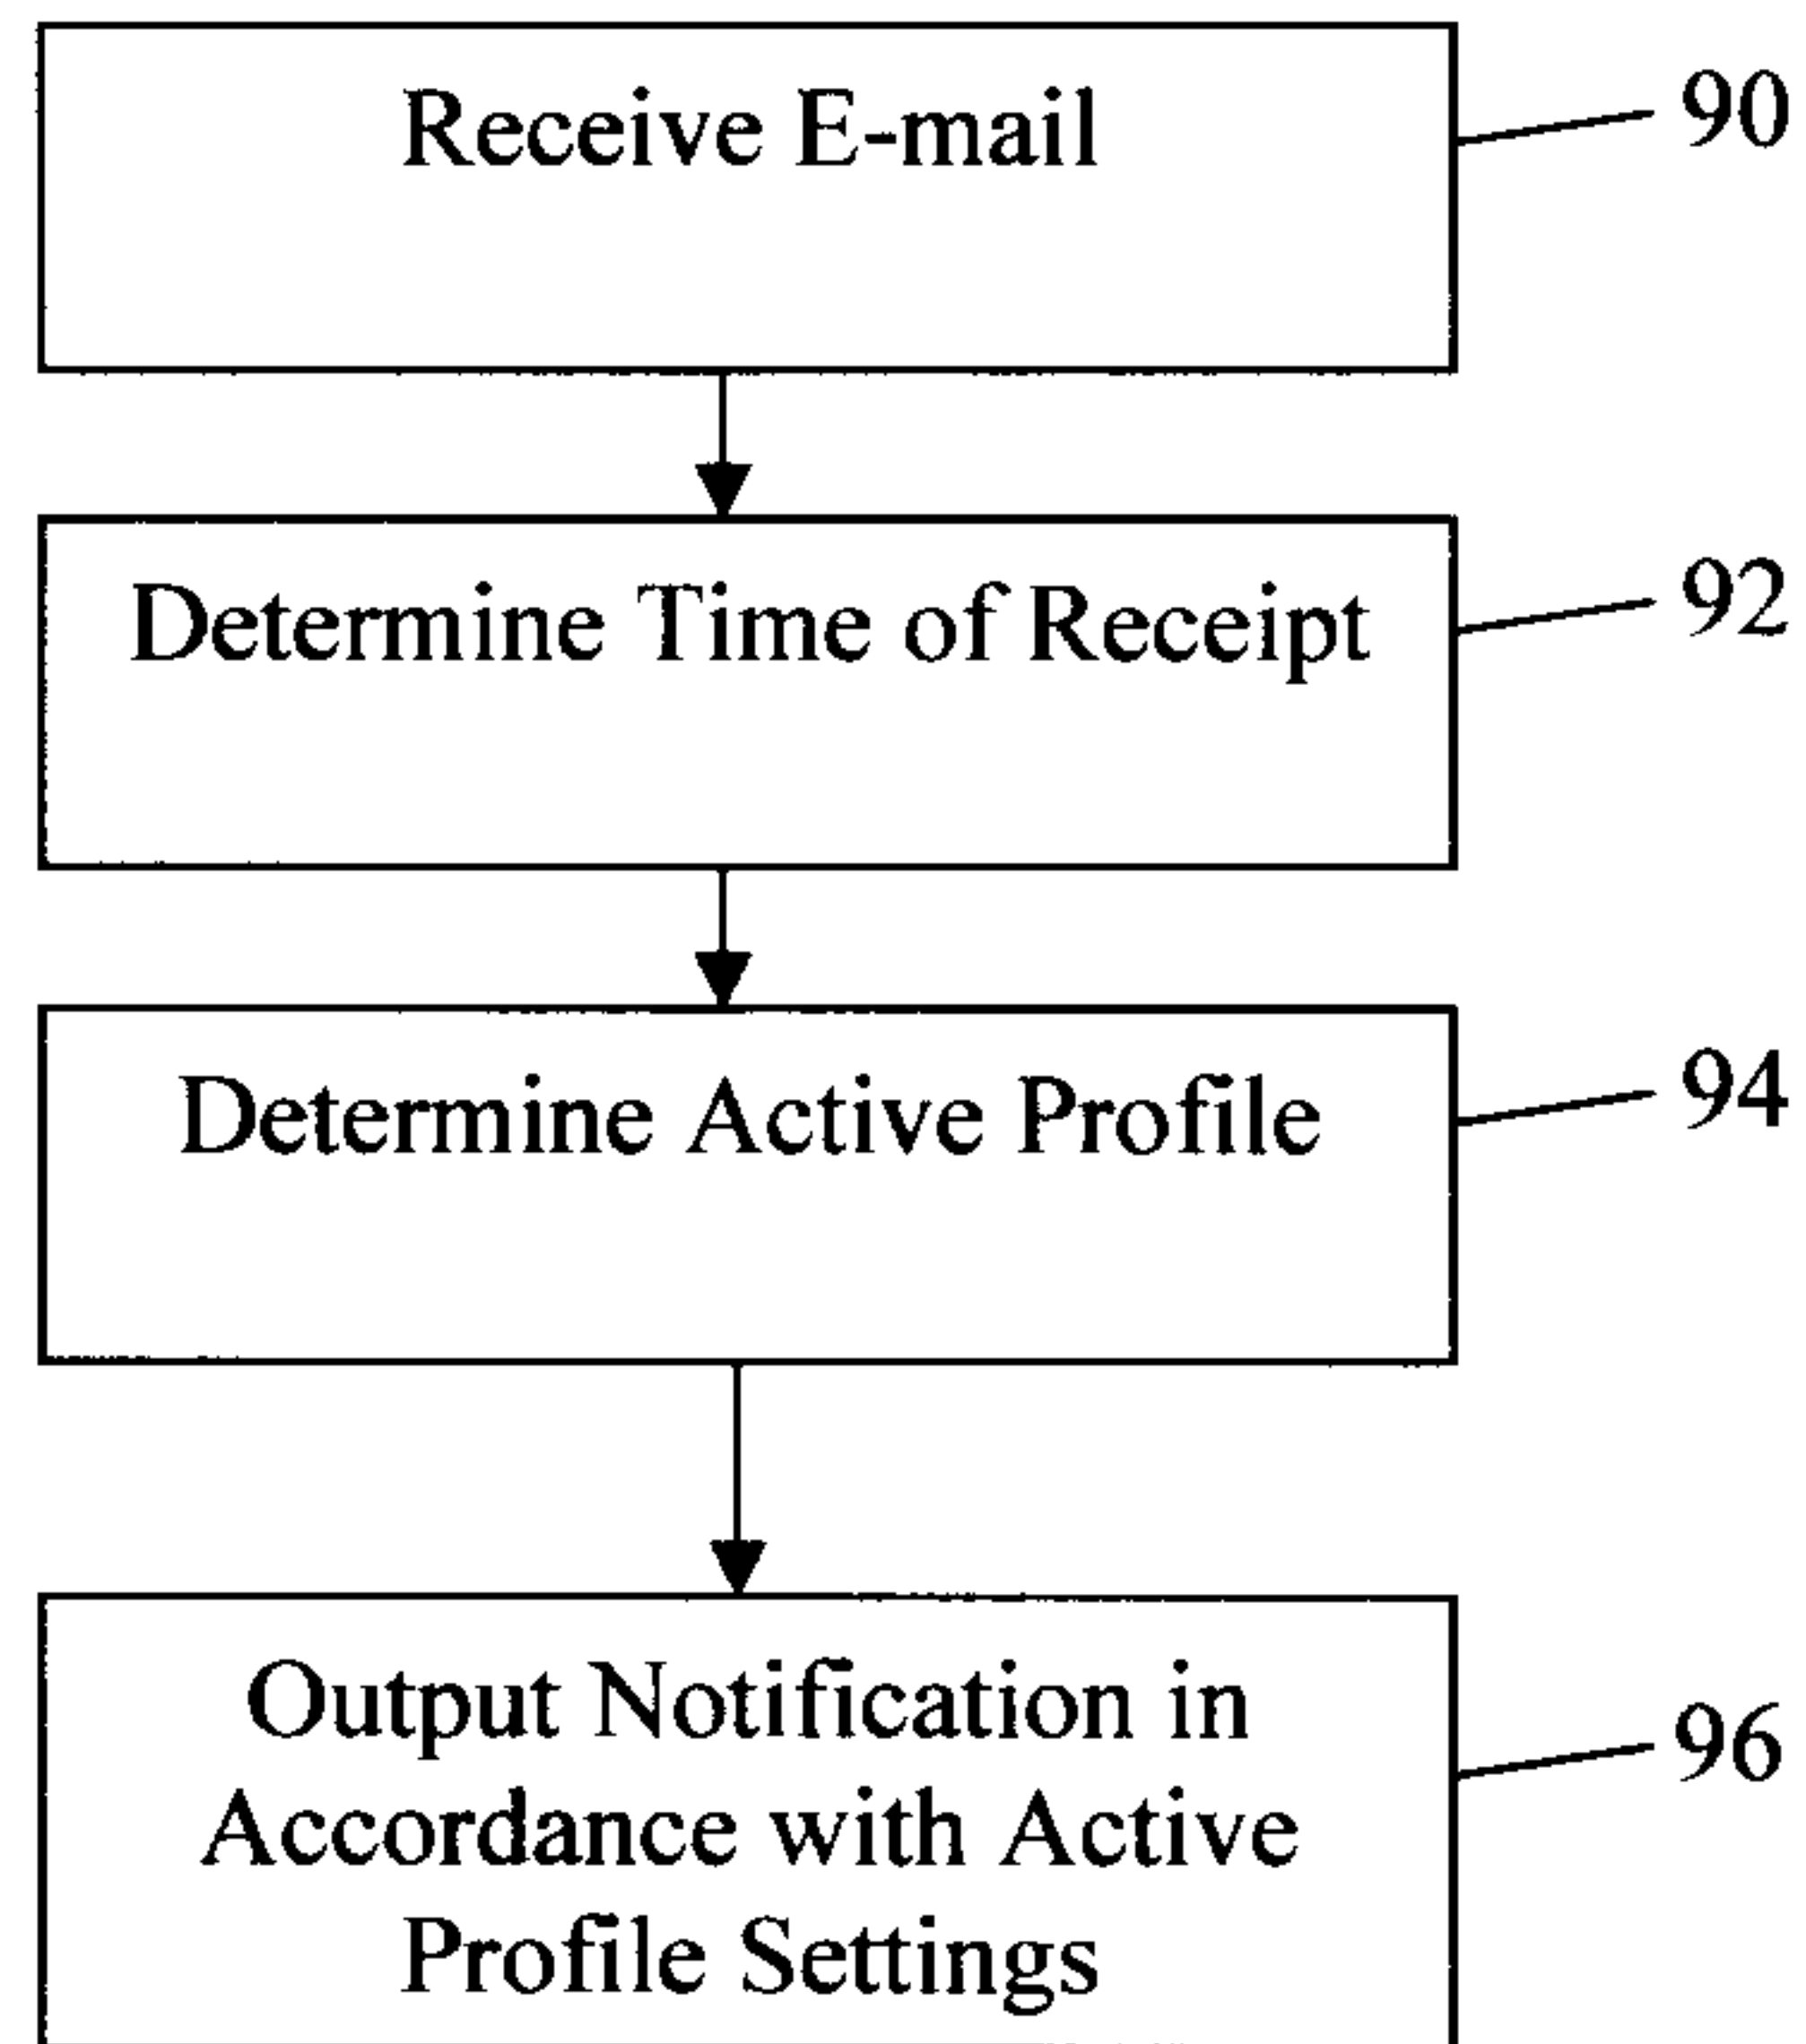 Receive E-mail
90
Determine Time of Receipt
92
Determine Active Profile
94
Output Notification in
96
Accordance with Active
Profile Settings